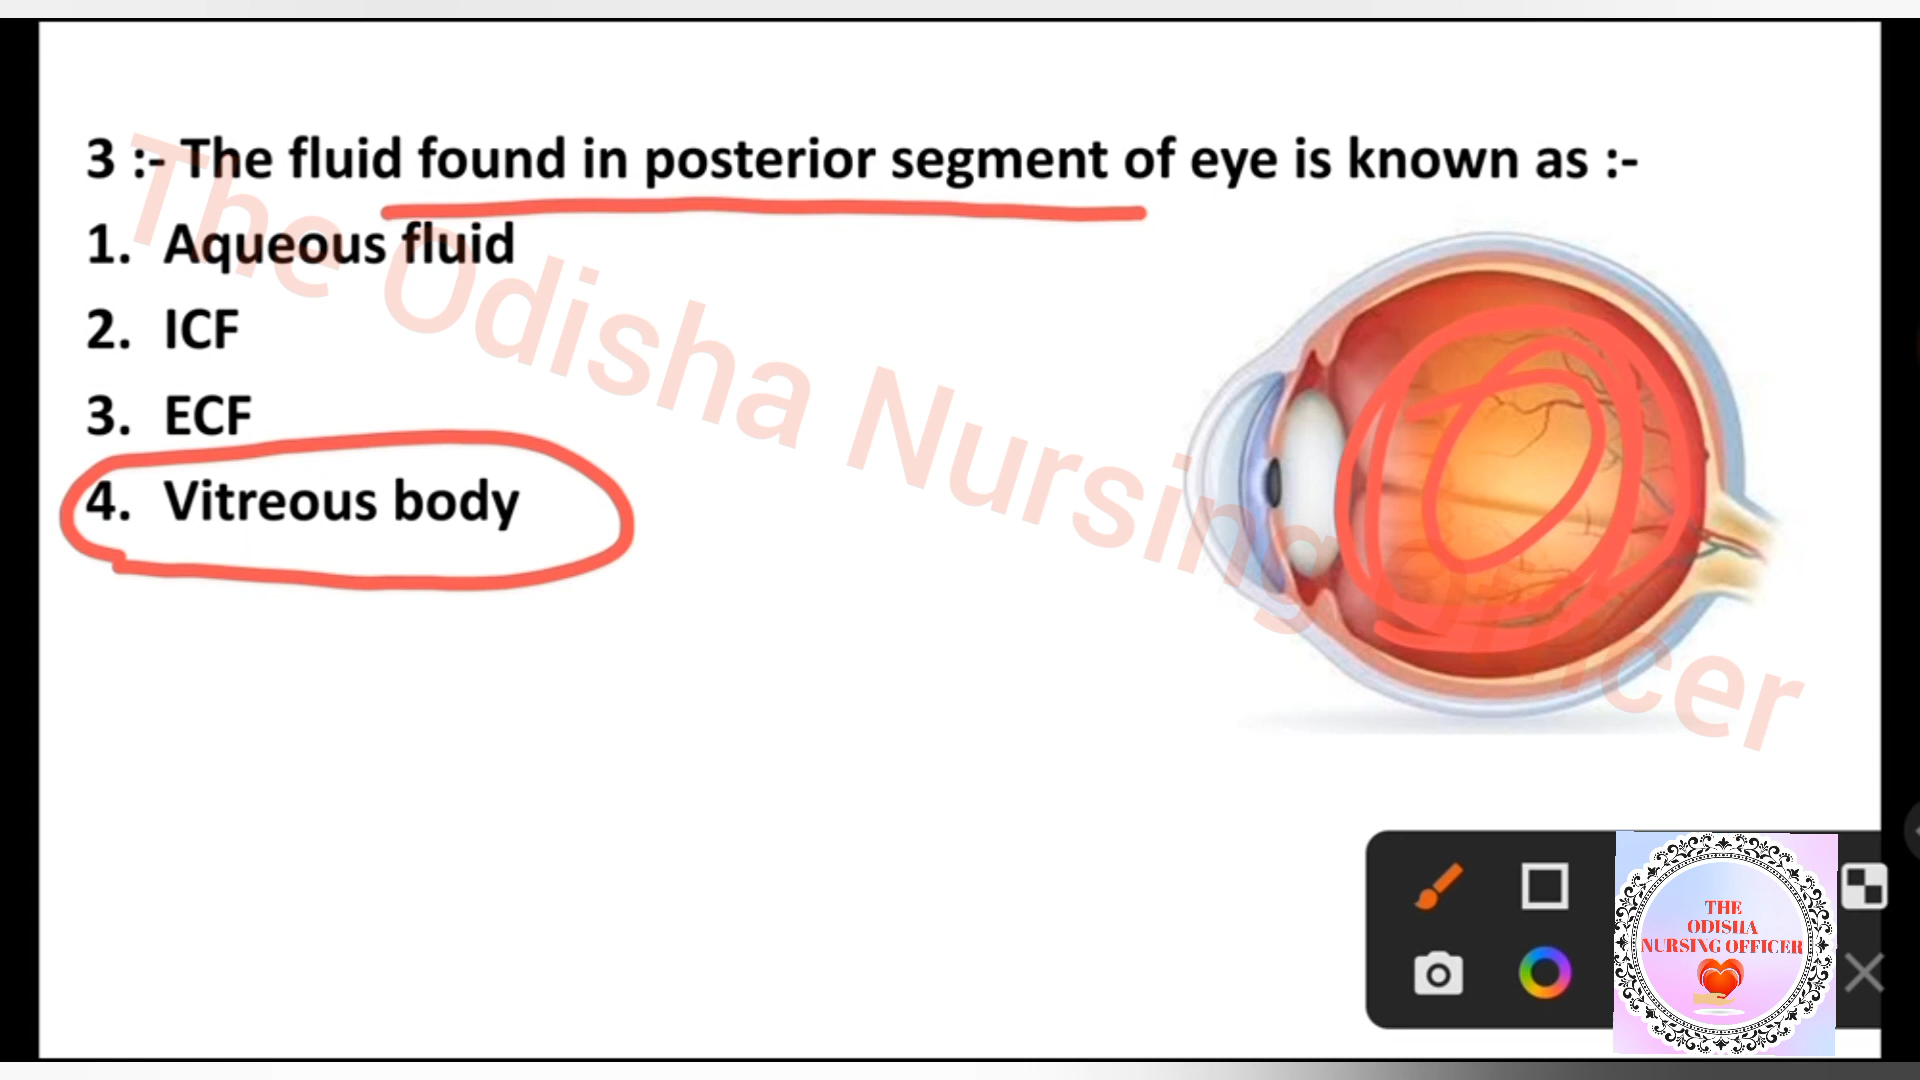 3 :- The fluid found in posterior segment of eye is known as :-
1. Aqueous fluid
2. ICF
3. ECF
4. Vitreous body
The Odisha Nursing Officer
THE
ODISHA
NURSING OFFICER